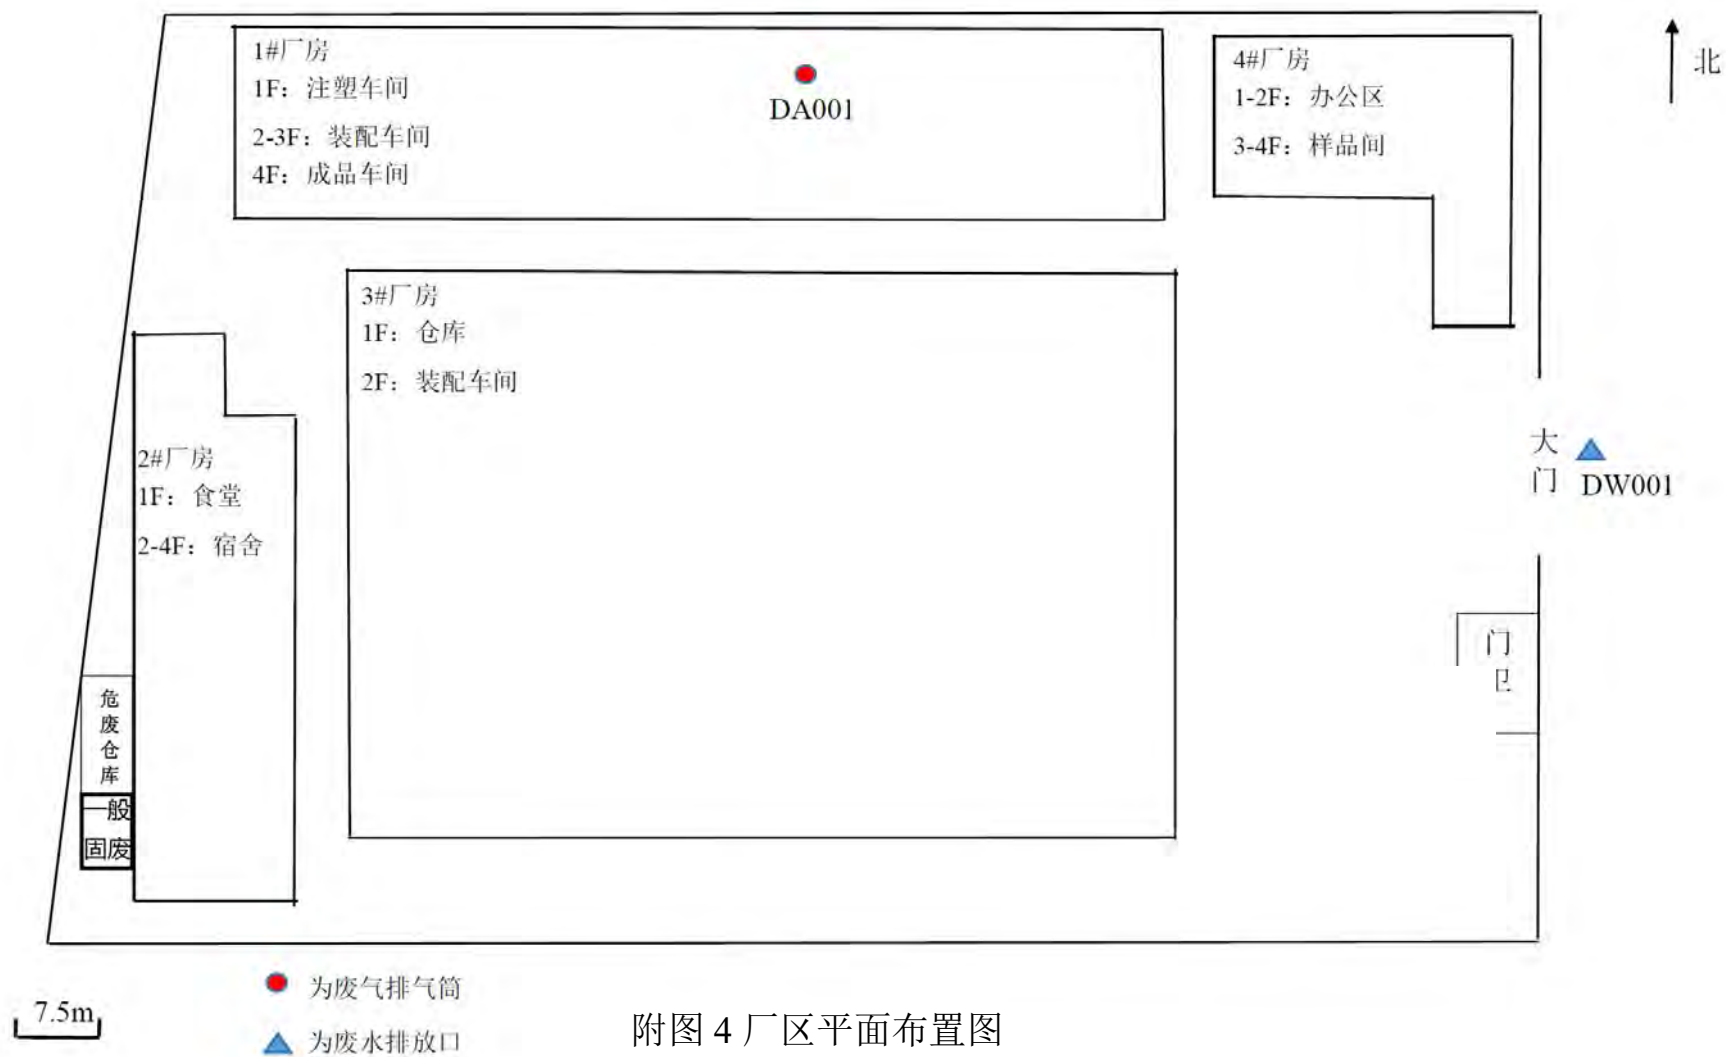 1#厂房
1F：注塑车间
2-3F：装配车间
4F：成品车间
DA001
4#厂房
1-2F：办公区
3-4F：样品间
北
3#厂房
1F：仓库
2F：装配车间
2#厂房
1F：食堂
2-4F：宿舍
大
门
DW001
门
卫
危
废
仓
库
一般
固废
为废气排气筒
为废水排放口
7.5m
附图 4 厂区平面布置图